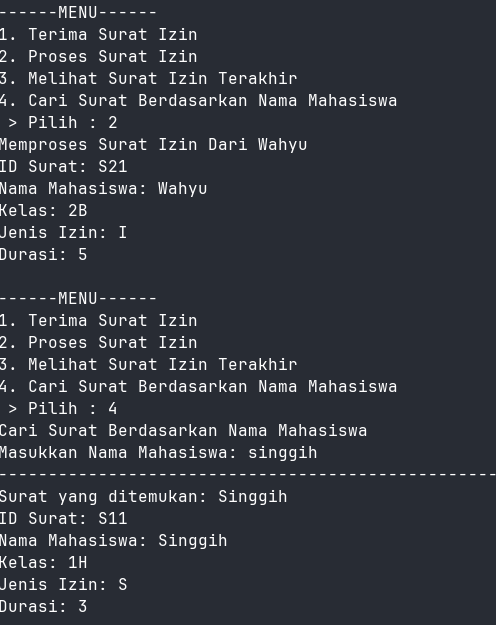 ------MENU------
1. Terima Surat Izin
2. Proses Surat Izin
3. Melihat Surat Izin Terakhir
4. Cari Surat Berdasarkan Nama Mahasiswa
 > Pilih : 2
Memproses Surat Izin Dari Wahyu
ID Surat: S21
Nama Mahasiswa: Wahyu
Kelas: 2B
Jenis Izin: I
Durasi: 5

------MENU------
1. Terima Surat Izin
2. Proses Surat Izin
3. Melihat Surat Izin Terakhir
4. Cari Surat Berdasarkan Nama Mahasiswa
 > Pilih : 4
Cari Surat Berdasarkan Nama Mahasiswa
Masukkan Nama Mahasiswa: singgih
--------------------------------------------------
Surat yang ditemukan: Singgih
ID Surat: S11
Nama Mahasiswa: Singgih
Kelas: 1H
Jenis Izin: S
Durasi: 3